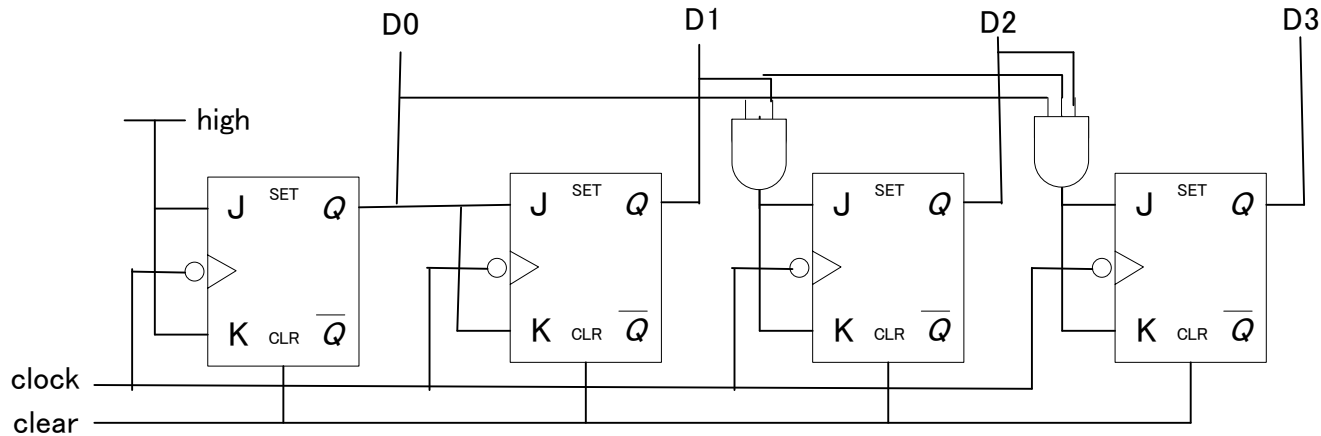 D0
D1
D2
D3
high
J SET Q
K CLR Q
J SET Q
K CLR Q
J SET Q
K CLR Q
J SET Q
K CLR Q
clock
clear